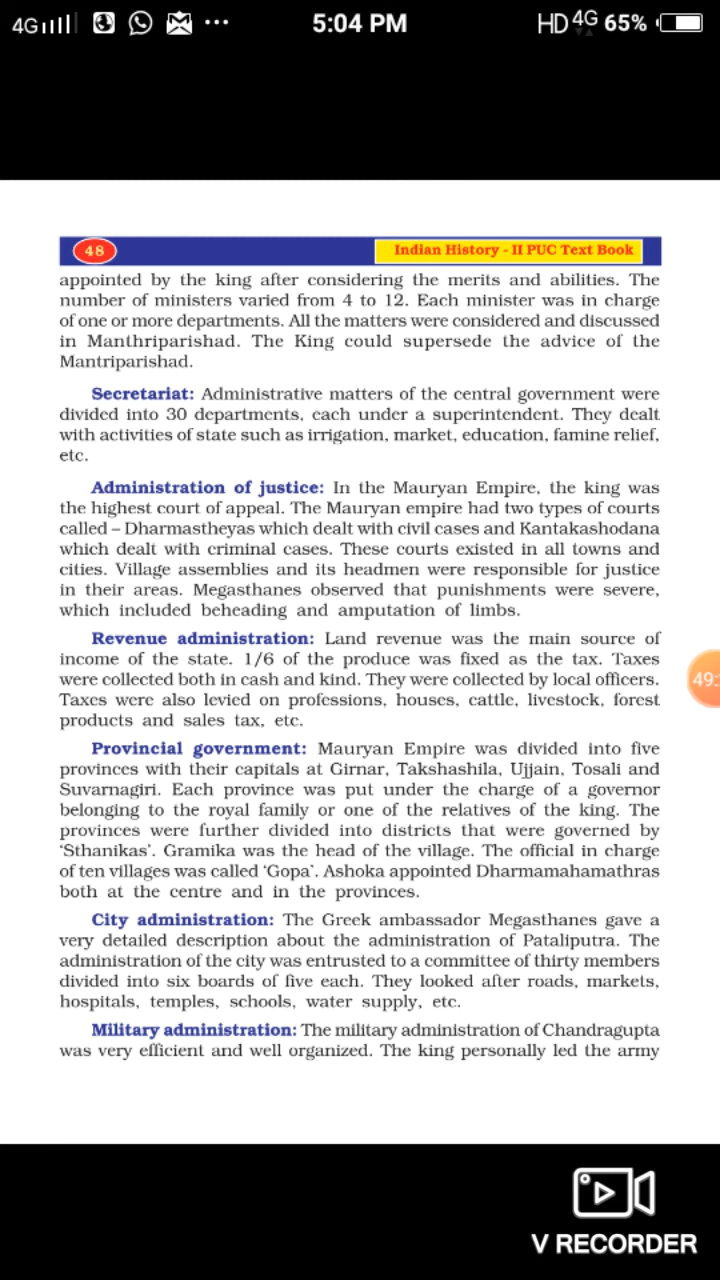 4G 5:04 PM HD 4G 65%
48 Indian History - II PUC Text Book
appointed by the king after considering the merits and abilities. The
number of ministers varied from 4 to 12. Each minister was in charge
of one or more departments. All the matters were considered and discussed
in Manthriparishad. The King could supersede the advice of the
Mantriparishad.
Secretariat: Administrative matters of the central government were
divided into 30 departments, each under a superintendent. They dealt
with activities of state such as irrigation, market, education, famine relief,
etc.
Administration of justice: In the Mauryan Empire, the king was
the highest court of appeal. The Mauryan empire had two types of courts
called – Dharmastheyas which dealt with civil cases and Kantakashodana
which dealt with criminal cases. These courts existed in all towns and
cities. Village assemblies and its headmen were responsible for justice
in their areas. Megasthanes observed that punishments were severe,
which included beheading and amputation of limbs.
Revenue administration: Land revenue was the main source of
income of the state. 1/6 of the produce was fixed as the tax. Taxes
were collected both in cash and kind. They were collected by local officers.
Taxes were also levied on professions, houses, cattle, livestock, forest
products and sales tax, etc.
Provincial government: Mauryan Empire was divided into five
provinces with their capitals at Girnar, Takshashila, Ujjain, Tosali and
Suvarnagiri. Each province was put under the charge of a governor
belonging to the royal family or one of the relatives of the king. The
provinces were further divided into districts that were governed by
‘Sthanikas’. Gramika was the head of the village. The official in charge
of ten villages was called ‘Gopa’. Ashoka appointed Dharmamahamathras
both at the centre and in the provinces.
City administration: The Greek ambassador Megasthanes gave a
very detailed description about the administration of Pataliputra. The
administration of the city was entrusted to a committee of thirty members
divided into six boards of five each. They looked after roads, markets,
hospitals, temples, schools, water supply, etc.
Military administration: The military administration of Chandragupta
was very efficient and well organized. The king personally led the army
49:
V RECORDER